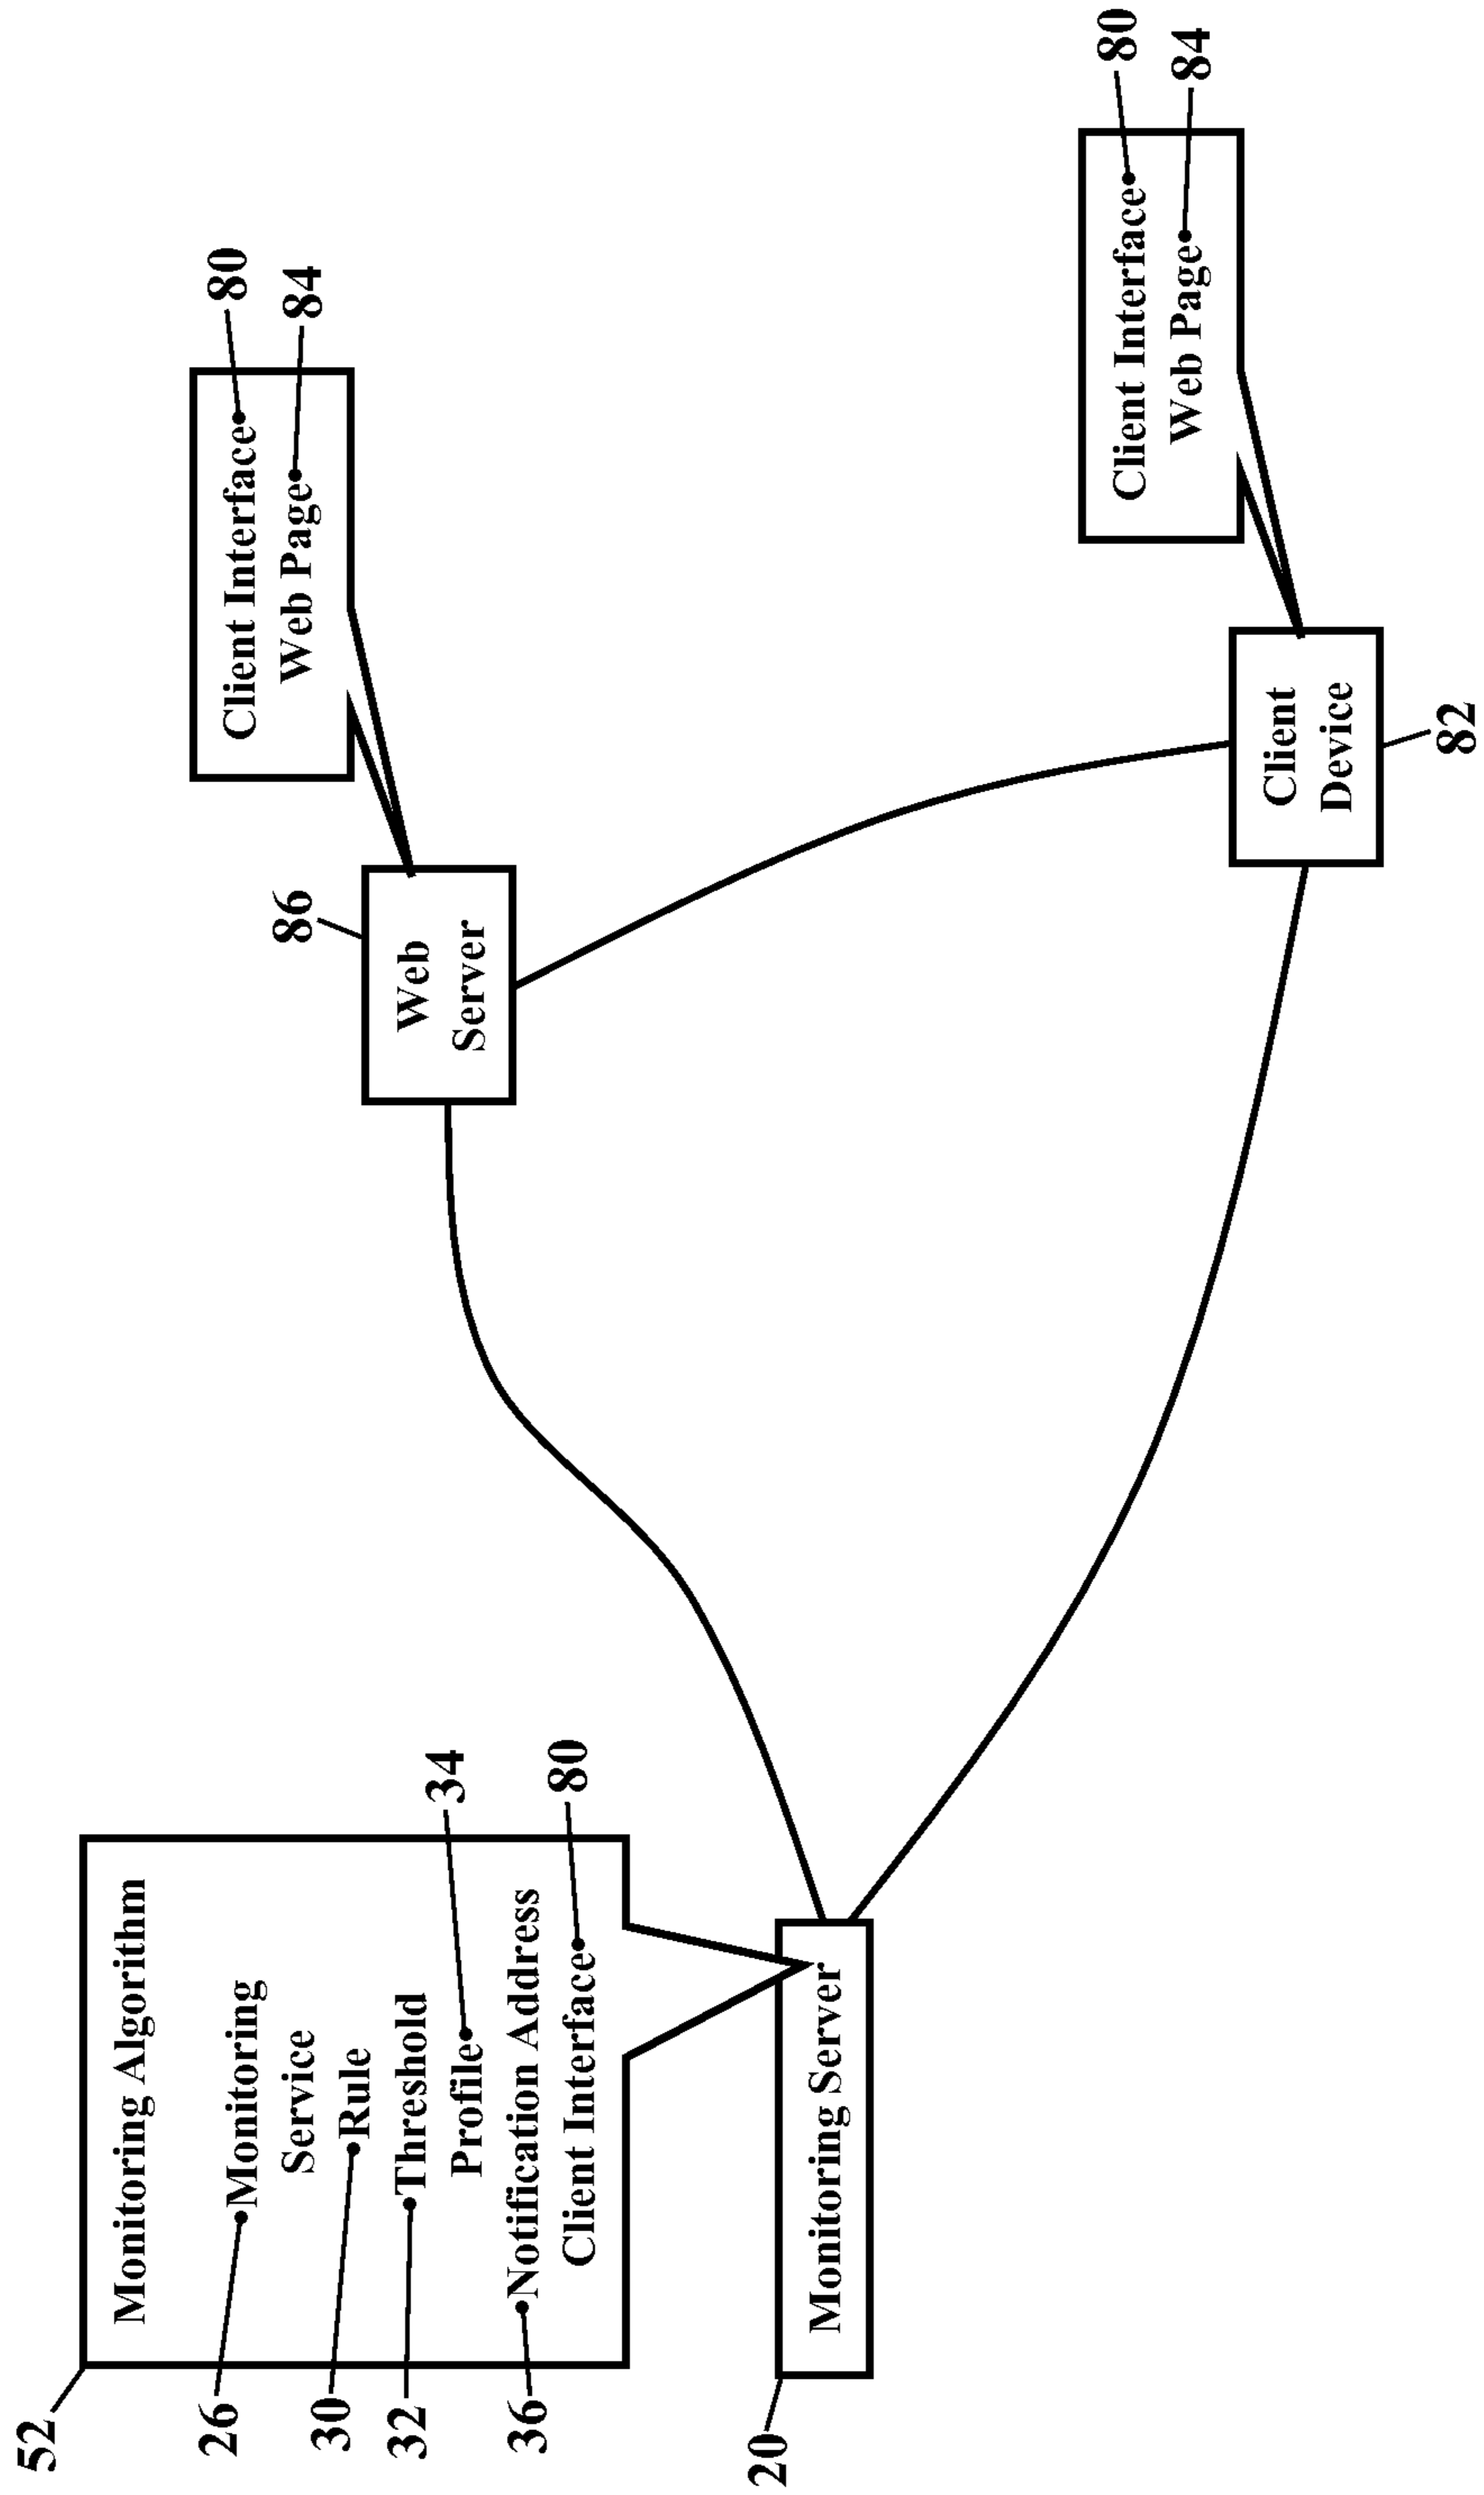 52
Monitoring Algorithm
26
Monitoring
Service
30
Rule
32
Threshold
Profile
34
36
Notification Address
Client Interface
80
20
Monitoring Server
86
Web
Server
Client Interface
80
Web Page
84
Client Interface
80
Web Page
84
Client
Device
82